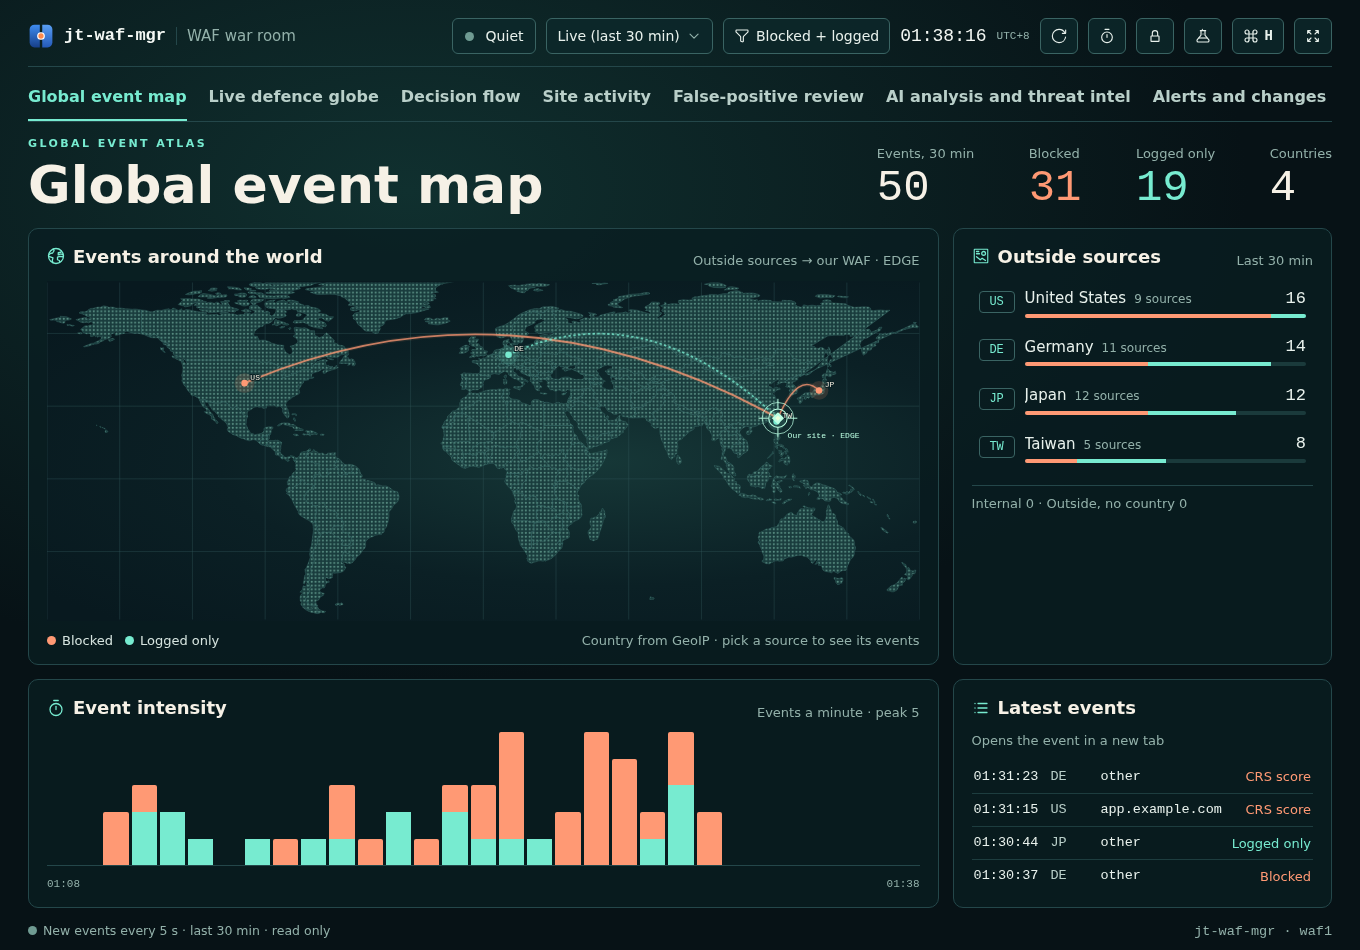 jt-waf-mgr WAF war room Quiet Live (last 30 min) Blocked + logged 01:38:16 UTC+8 ⌘ H
Global event map Live defence globe Decision flow Site activity False-positive review AI analysis and threat intel Alerts and changes
GLOBAL EVENT ATLAS
Global event map
Events, 30 min Blocked Logged only Countries
50 31 19 4
Events around the world Outside sources → our WAF · EDGE
US
DE
JP
Our site · EDGE
Blocked Logged only Country from GeoIP · pick a source to see its events
Outside sources Last 30 min
US United States 9 sources 16
DE Germany 11 sources 14
JP Japan 12 sources 12
TW Taiwan 5 sources 8
Internal 0 · Outside, no country 0
Event intensity Events a minute · peak 5
01:08 01:38
Latest events
Opens the event in a new tab
01:31:23 DE other CRS score
01:31:15 US app.example.com CRS score
01:30:44 JP other Logged only
01:30:37 DE other Blocked
New events every 5 s · last 30 min · read only jt-waf-mgr · waf1